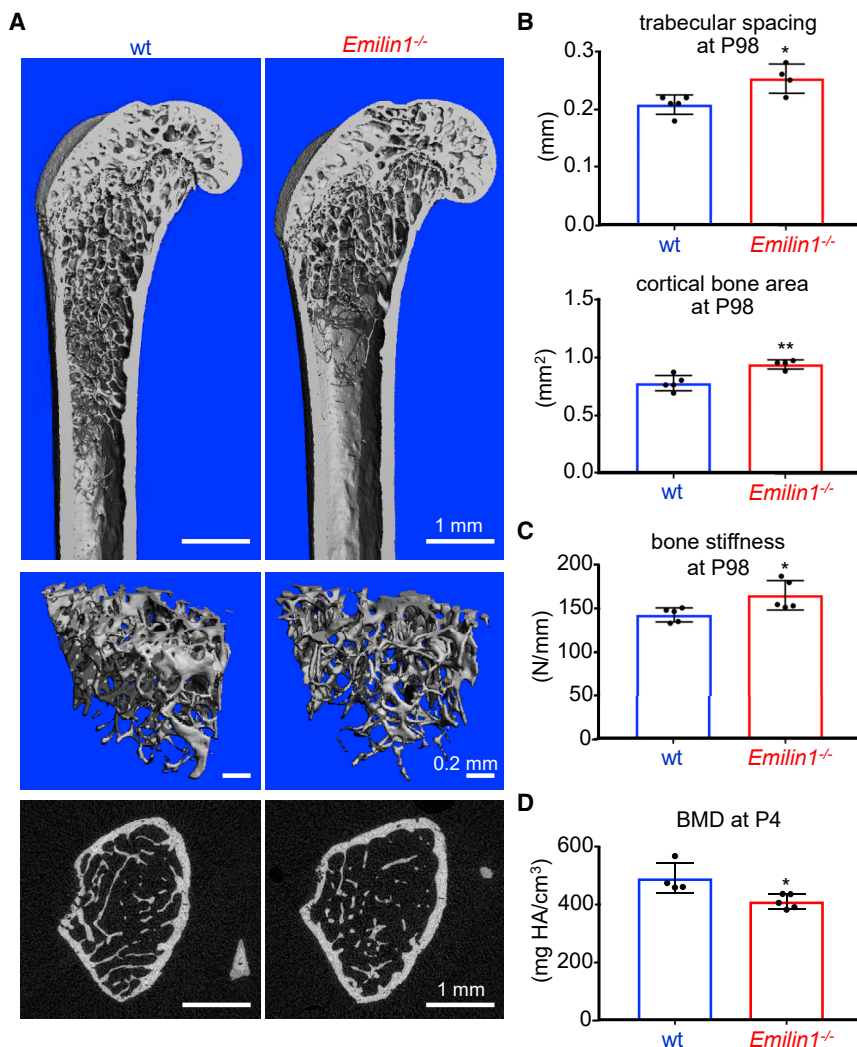 A
wt
Emilin1-/-
1 mm
0.2 mm
1 mm
B
trabecular spacing
at P98
(mm)
0.3
0.2
0.1
0.0
*
wt
Emilin1-/-
cortical bone area
at P98
(mm²)
1.5
1.0
0.5
0.0
**
wt
Emilin1-/-
C
bone stiffness
at P98
(N/mm)
200
150
100
50
0
*
wt
Emilin1-/-
D
BMD at P4
(mg HA/cm³)
600
400
200
0
*
wt
Emilin1-/-